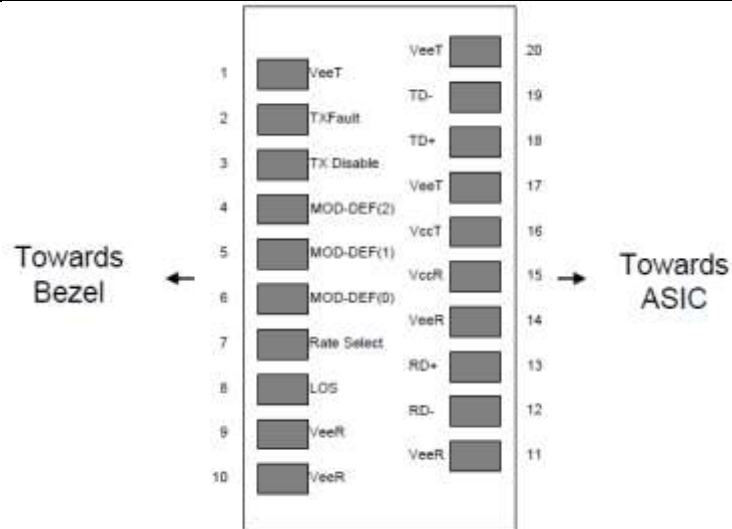 VeeT 20
1 VeeT
TD- 19
2 TXFault
TD+ 18
3 TX Disable
VeeT 17
4 MOD-DEF(2)
VccT 16
5 MOD-DEF(1)
Towards
Bezel
VccR 15
Towards
ASIC
6 MOD-DEF(0)
VeeR 14
7 Rate Select
RD+ 13
8 LOS
RD- 12
9 VeeR
VeeR 11
10 VeeR